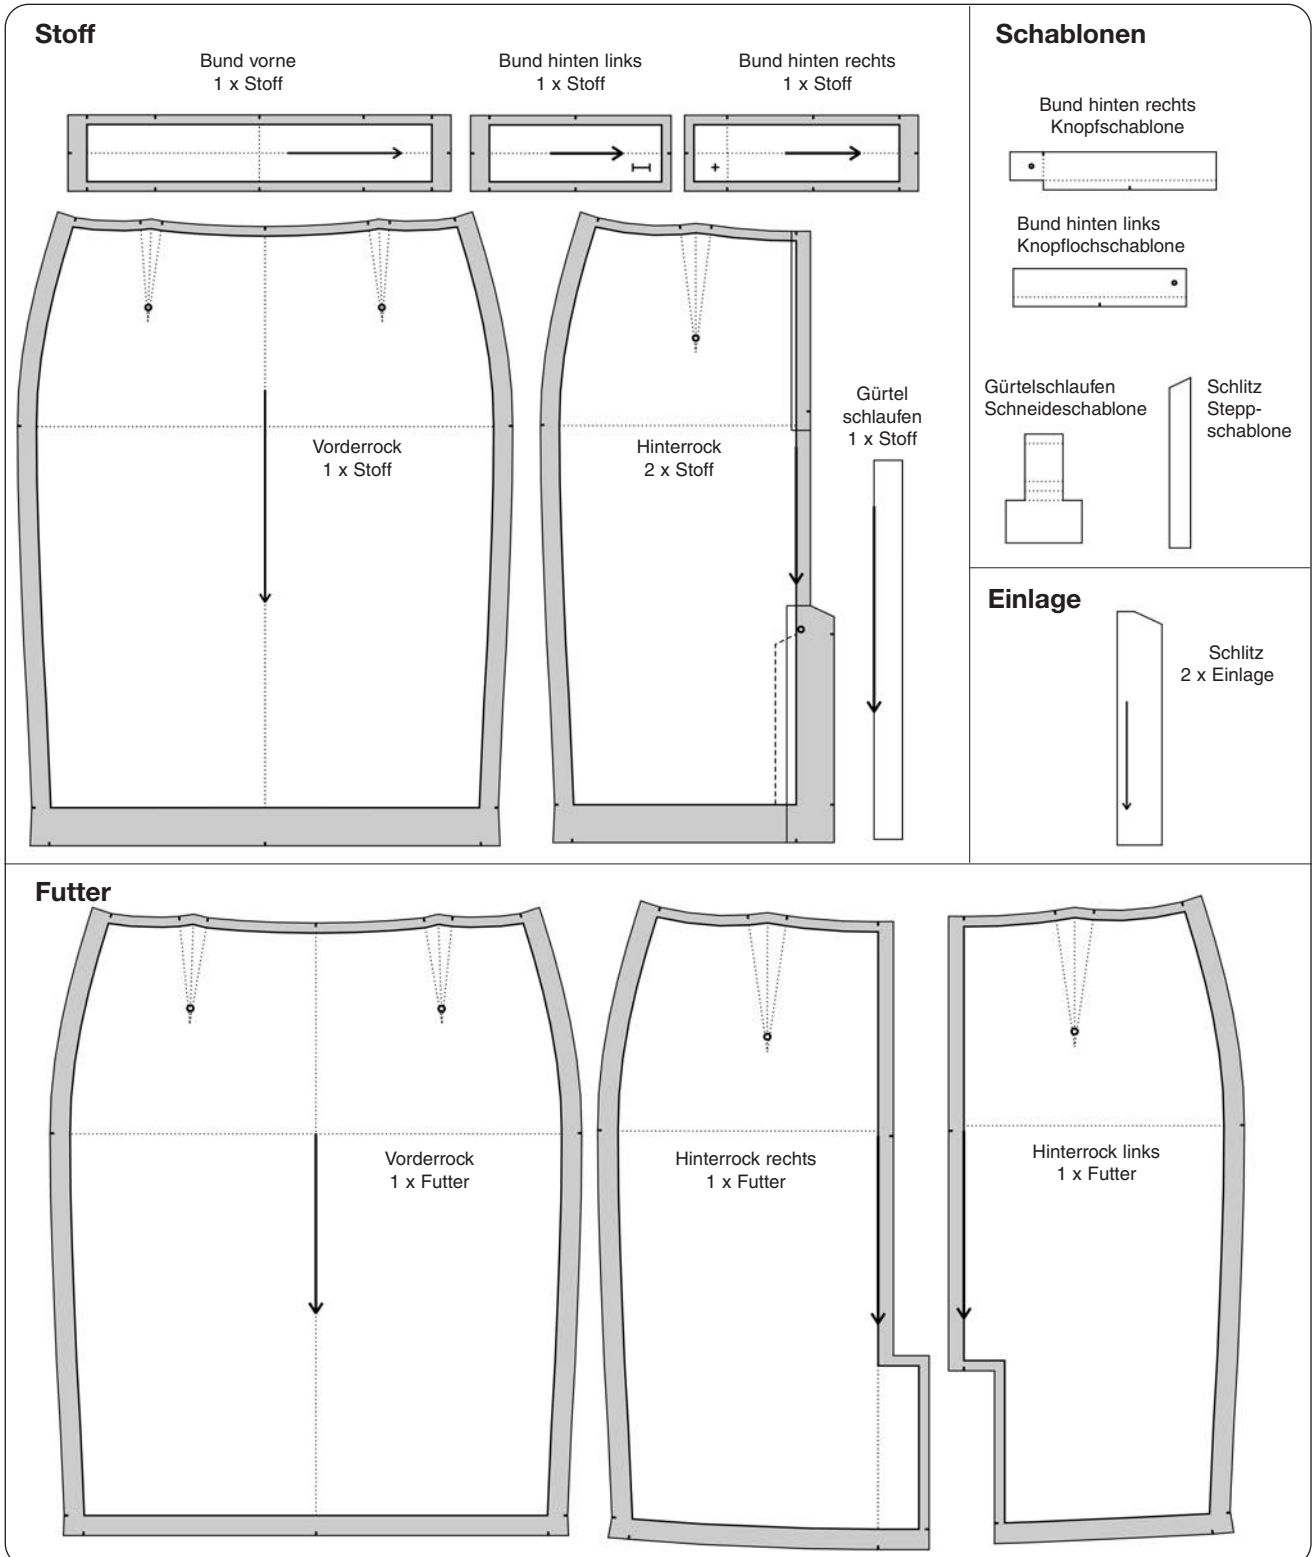 Stoff
Bund vorne
1 x Stoff
Bund hinten links
1 x Stoff
Bund hinten rechts
1 x Stoff
Vorderrock
1 x Stoff
Hinterrock
2 x Stoff
Gürtel
schlaufen
1 x Stoff
Schablonen
Bund hinten rechts
Knopfschablone
Bund hinten links
Knopflochschablone
Gürtelschlaufen
Schneideschablone
Schlitz
Stepp-
schablone
Einlage
Schlitz
2 x Einlage
Futter
Vorderrock
1 x Futter
Hinterrock rechts
1 x Futter
Hinterrock links
1 x Futter